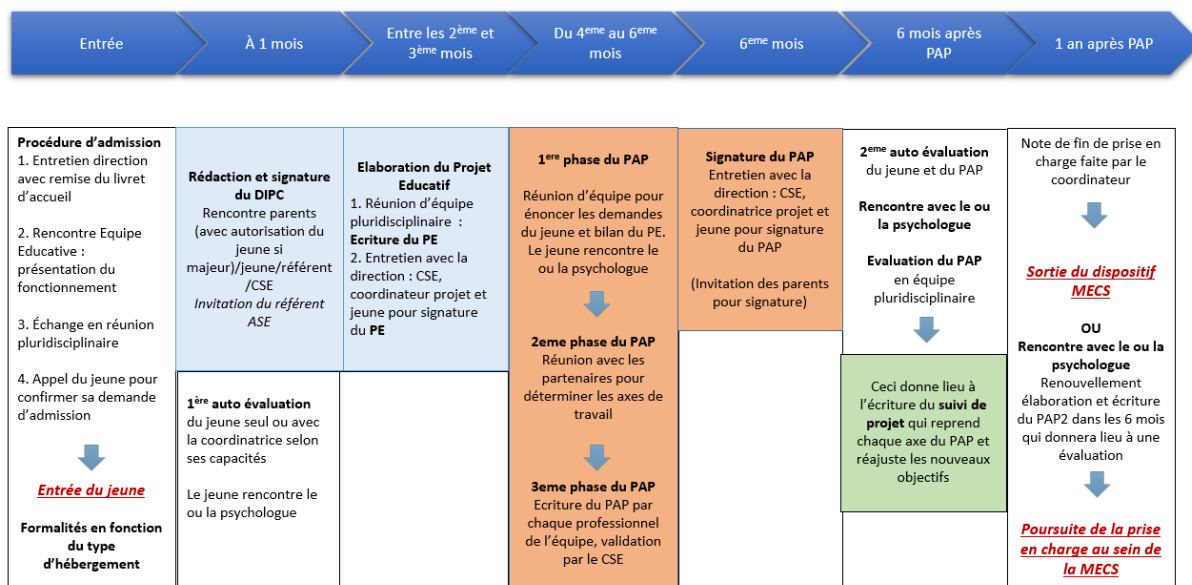 Entrée
À 1 mois
Entre les 2ème et
3ème mois
Du 4eme au 6eme
mois
6eme mois
6 mois après
PAP
1 an après PAP
Procédure d’admission
1. Entretien direction
avec remise du livret
d’accueil
2. Rencontre Equipe
Educative :
présentation du
fonctionnement
3. Échange en réunion
pluridisciplinaire
4. Appel du jeune pour
confirmer sa demande
d’admission
Entrée du jeune
Formalités en fonction
du type
d’hébergement
Rédaction et signature
du DIPC
Rencontre parents
(avec autorisation du
jeune si
majeur)/jeune/référent
/CSE
Invitation du référent
ASE
1ère auto évaluation
du jeune seul ou avec
la coordinatrice selon
ses capacités
Le jeune rencontre le
ou la psychologue
Elaboration du Projet
Educatif
1. Réunion d’équipe
pluridisciplinaire :
Ecriture du PE
2. Entretien avec la
direction : CSE,
coordinateur projet et
jeune pour signature
du PE
1ere phase du PAP
Réunion d’équipe pour
énoncer les demandes
du jeune et bilan du PE.
Le jeune rencontre le
ou la psychologue
2eme phase du PAP
Réunion avec les
partenaires pour
déterminer les axes de
travail
3eme phase du PAP
Ecriture du PAP par
chaque professionnel
de l’équipe, validation
par le CSE
Signature du PAP
Entretien avec la
direction : CSE,
coordinatrice projet et
jeune pour signature
du PAP
(Invitation des parents
pour signature)
2eme auto évaluation
du jeune et du PAP
Rencontre avec le ou
la psychologue
Evaluation du PAP
en équipe
pluridisciplinaire
Ceci donne lieu à
l’écriture du suivi de
projet qui reprend
chaque axe du PAP et
réajuste les nouveaux
objectifs
Note de fin de prise en
charge faite par le
coordinateur
Sortie du dispositif
MECS
OU
Rencontre avec le ou la
psychologue
Renouvellement
élaboration et écriture
du PAP2 dans les 6 mois
qui donnera lieu à une
évaluation
Poursuite de la prise
en charge au sein de
la MECS